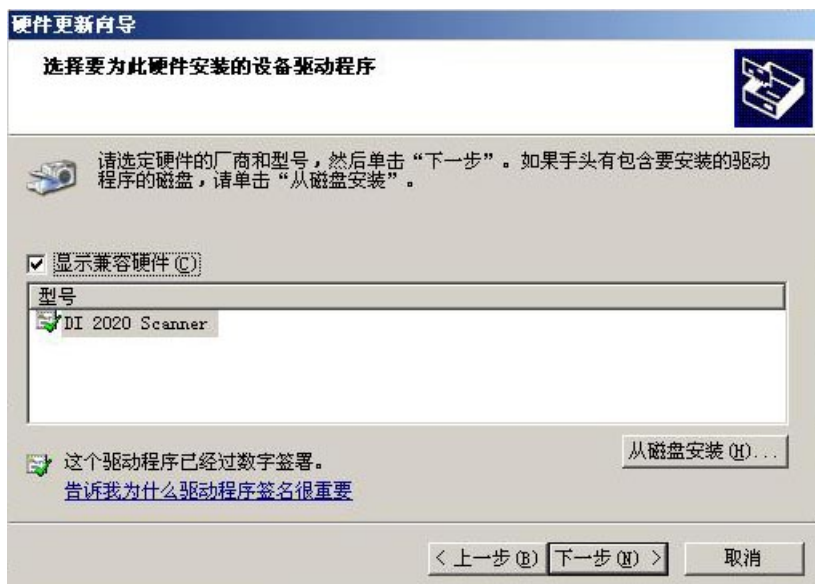 硬件更新向导
选择要为此硬件安装的设备驱动程序
请选定硬件的厂商和型号，然后单击“下一步”。如果手头有包含要安装的驱动
程序的磁盘，请单击“从磁盘安装”。
显示兼容硬件(C)
型号
DI 2020 Scanner
这个驱动程序已经过数字签署。
从磁盘安装(H)...
告诉我为什么驱动程序签名很重要
< 上一步(B) 下一步(N) > 取消